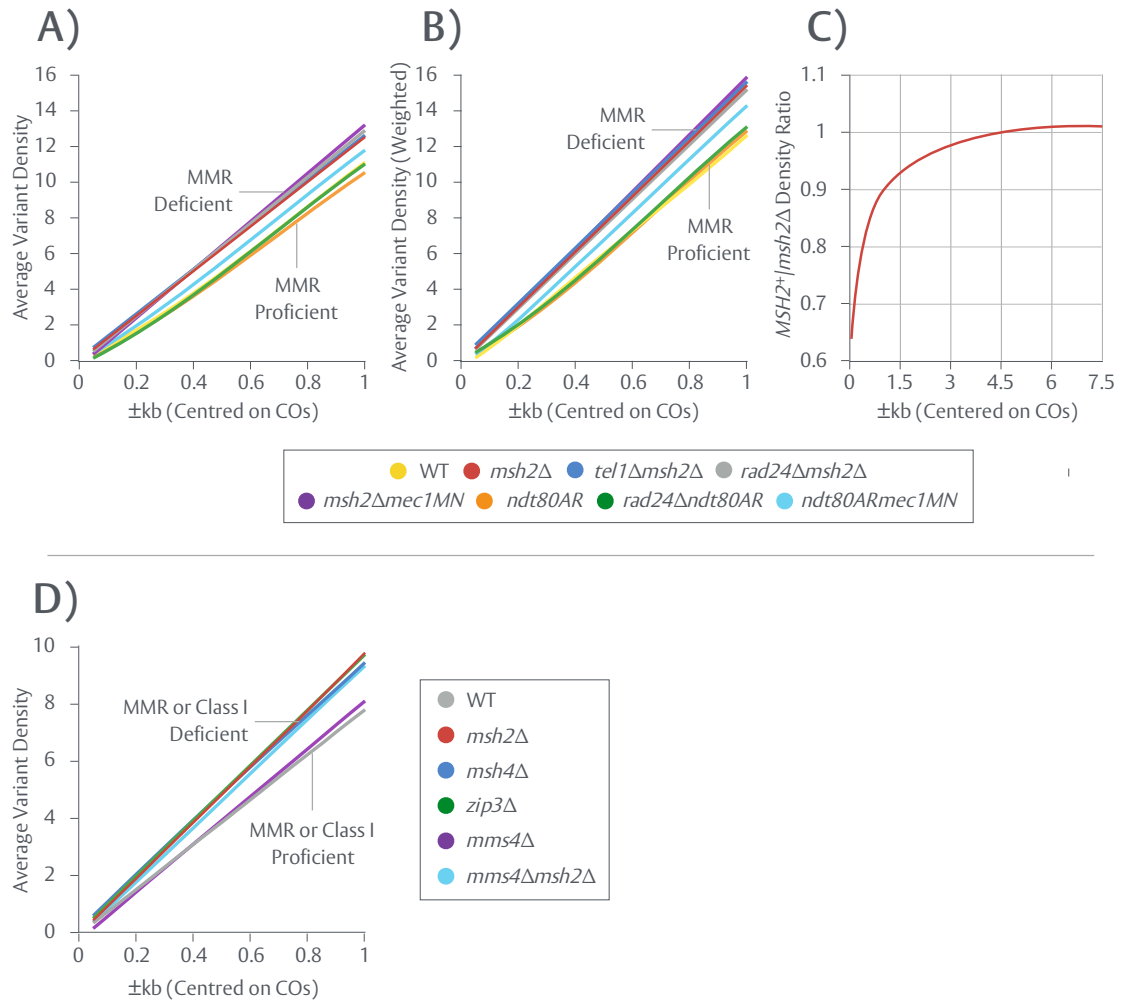 A)
B)
C)
Average Variant Density
16
14
12
10
8
6
4
2
0
0
0.2
0.4
0.6
0.8
1
±kb (Centred on COs)
MMR
Deficient
MMR
Proficient
Average Variant Density (Weighted)
16
14
12
10
8
6
4
2
0
0
0.2
0.4
0.6
0.8
1
±kb (Centred on COs)
MMR
Deficient
MMR
Proficient
MSH2+/msh2Δ Density Ratio
1.1
1
0.9
0.8
0.7
0.6
0
1.5
3
4.5
6
7.5
±kb (Centered on COs)
WT msh2Δ tel1Δmsh2Δ rad24Δmsh2Δ
msh2Δmec1MN ndt80AR rad24Δndt80AR ndt80ARmec1MN
D)
Average Variant Density
10
8
6
4
2
0
0
0.2
0.4
0.6
0.8
1
±kb (Centred on COs)
MMR or Class I
Deficient
MMR or Class I
Proficient
WT
msh2Δ
msh4Δ
zip3Δ
mms4Δ
mms4Δmsh2Δ